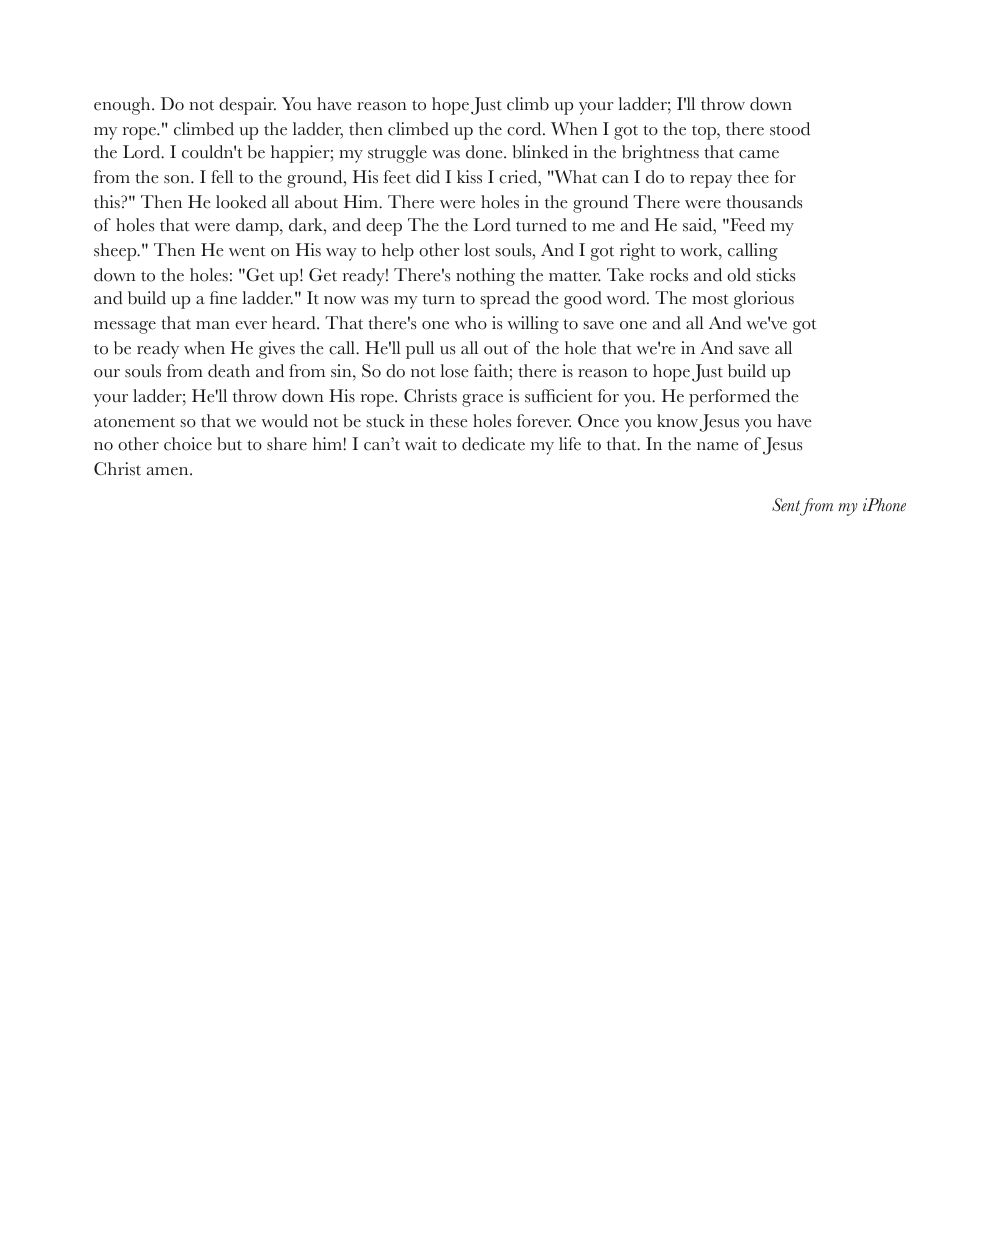 enough. Do not despair. You have reason to hope Just climb up your ladder; I'll throw down
my rope." climbed up the ladder, then climbed up the cord. When I got to the top, there stood
the Lord. I couldn't be happier; my struggle was done. blinked in the brightness that came
from the son. I fell to the ground, His feet did I kiss I cried, "What can I do to repay thee for
this?" Then He looked all about Him. There were holes in the ground There were thousands
of holes that were damp, dark, and deep The the Lord turned to me and He said, "Feed my
sheep." Then He went on His way to help other lost souls, And I got right to work, calling
down to the holes: "Get up! Get ready! There's nothing the matter. Take rocks and old sticks
and build up a fine ladder." It now was my turn to spread the good word. The most glorious
message that man ever heard. That there's one who is willing to save one and all And we've got
to be ready when He gives the call. He'll pull us all out of the hole that we're in And save all
our souls from death and from sin, So do not lose faith; there is reason to hope Just build up
your ladder; He'll throw down His rope. Christs grace is sufficient for you. He performed the
atonement so that we would not be stuck in these holes forever. Once you know Jesus you have
no other choice but to share him! I can’t wait to dedicate my life to that. In the name of Jesus
Christ amen.
Sent from my iPhone